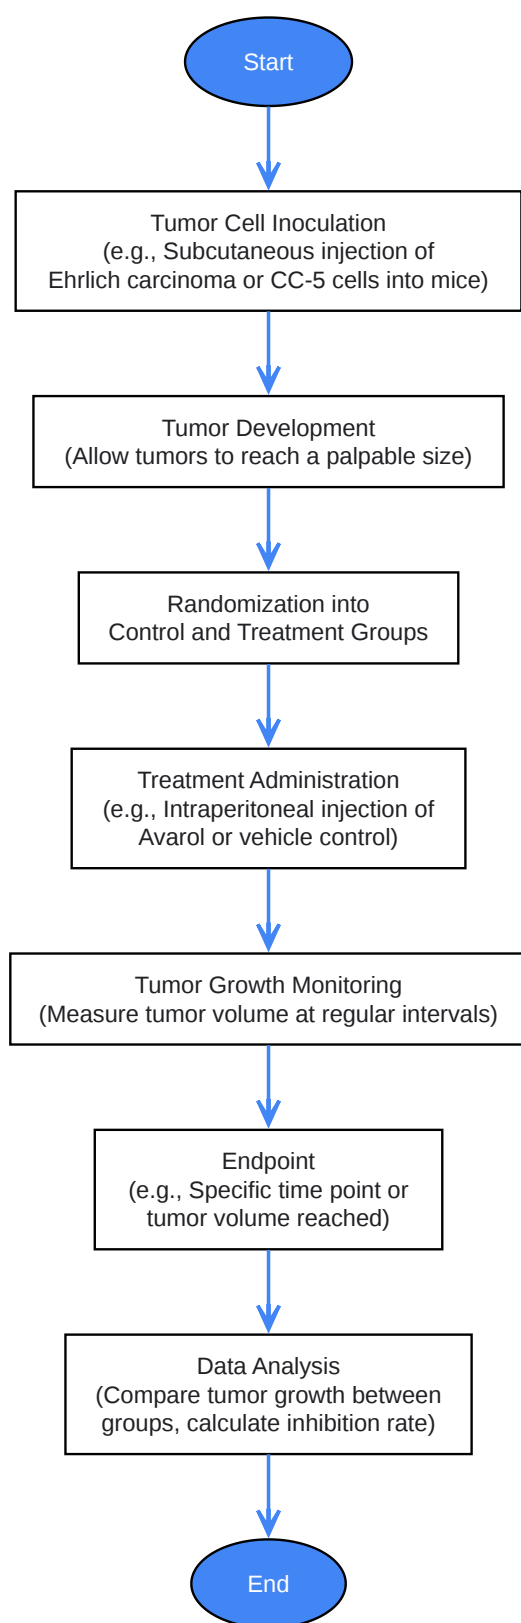 Start
Tumor Cell Inoculation
(e.g., Subcutaneous injection of
Ehrlich carcinoma or CC-5 cells into mice)
Tumor Development
(Allow tumors to reach a palpable size)
Randomization into
Control and Treatment Groups
Treatment Administration
(e.g., Intraperitoneal injection of
Avarol or vehicle control)
Tumor Growth Monitoring
(Measure tumor volume at regular intervals)
Endpoint
(e.g., Specific time point or
tumor volume reached)
Data Analysis
(Compare tumor growth between
groups, calculate inhibition rate)
End